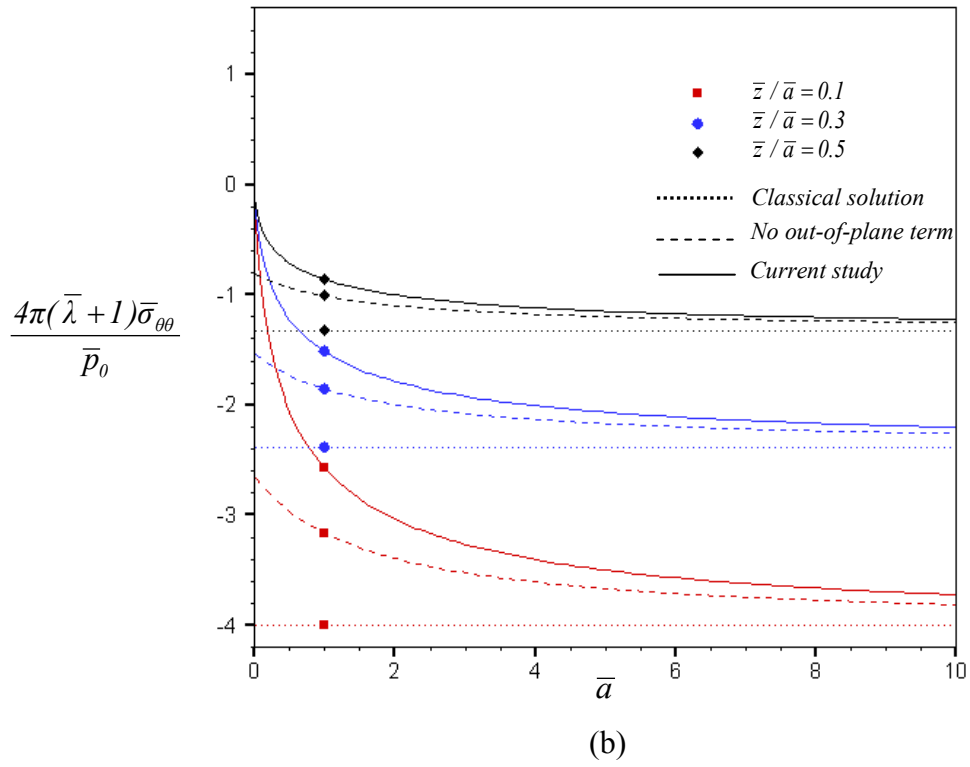 1
0
-1
-2
-3
-4
0 2 4 6 8 10
4π(λ̅ + 1)σ̅θθ
p̅0
a̅
z̅ / a̅ = 0.1
z̅ / a̅ = 0.3
z̅ / a̅ = 0.5
Classical solution
No out-of-plane term
Current study
(b)